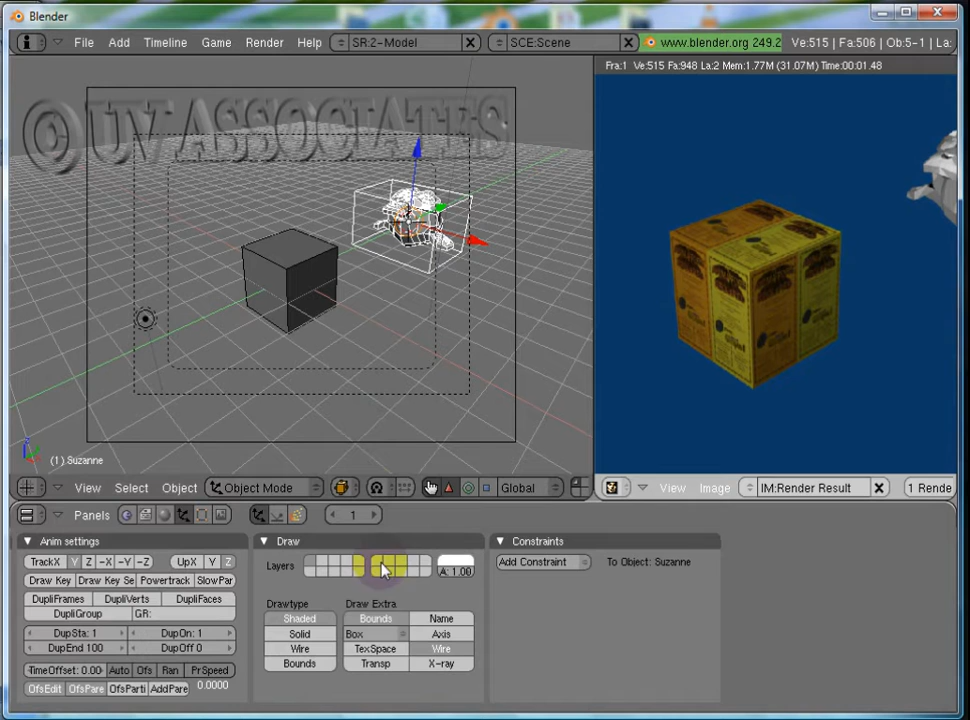 Blender
File Add Timeline Game Render Help SR:2-Model SCE:Scene www.blender.org 249.2 Ve:515 | Fa:506 | Ob:5-1 | La:
Fra:1 Ve:515 Fa:948 La:2 Mem:1.77M (31.07M) Time:00:01.48
© UV ASSOCIATES
(1) Suzanne
View Select Object Object Mode Global View Image IM:Render Result 1 Rende
Panels 1
Anim settings Draw Constraints
TrackX Y Z -X -Y -Z UpX Y Z Layers A: 1.00 Add Constraint To Object: Suzanne
Draw Key Draw Key Se Powertrack SlowPar
DupliFrames DupliVerts DupliFaces Drawtype Draw Extra
DupliGroup GR: Shaded Bounds Name
DupSta: 1 DupOn: 1 Solid Box Axis
DupEnd 100 DupOff 0 Wire TexSpace Wire
TimeOffset: 0.00 Auto Ofs Ran PrSpeed Bounds Transp X-ray
OfsEdit OfsPare OfsParti AddPare 0.0000